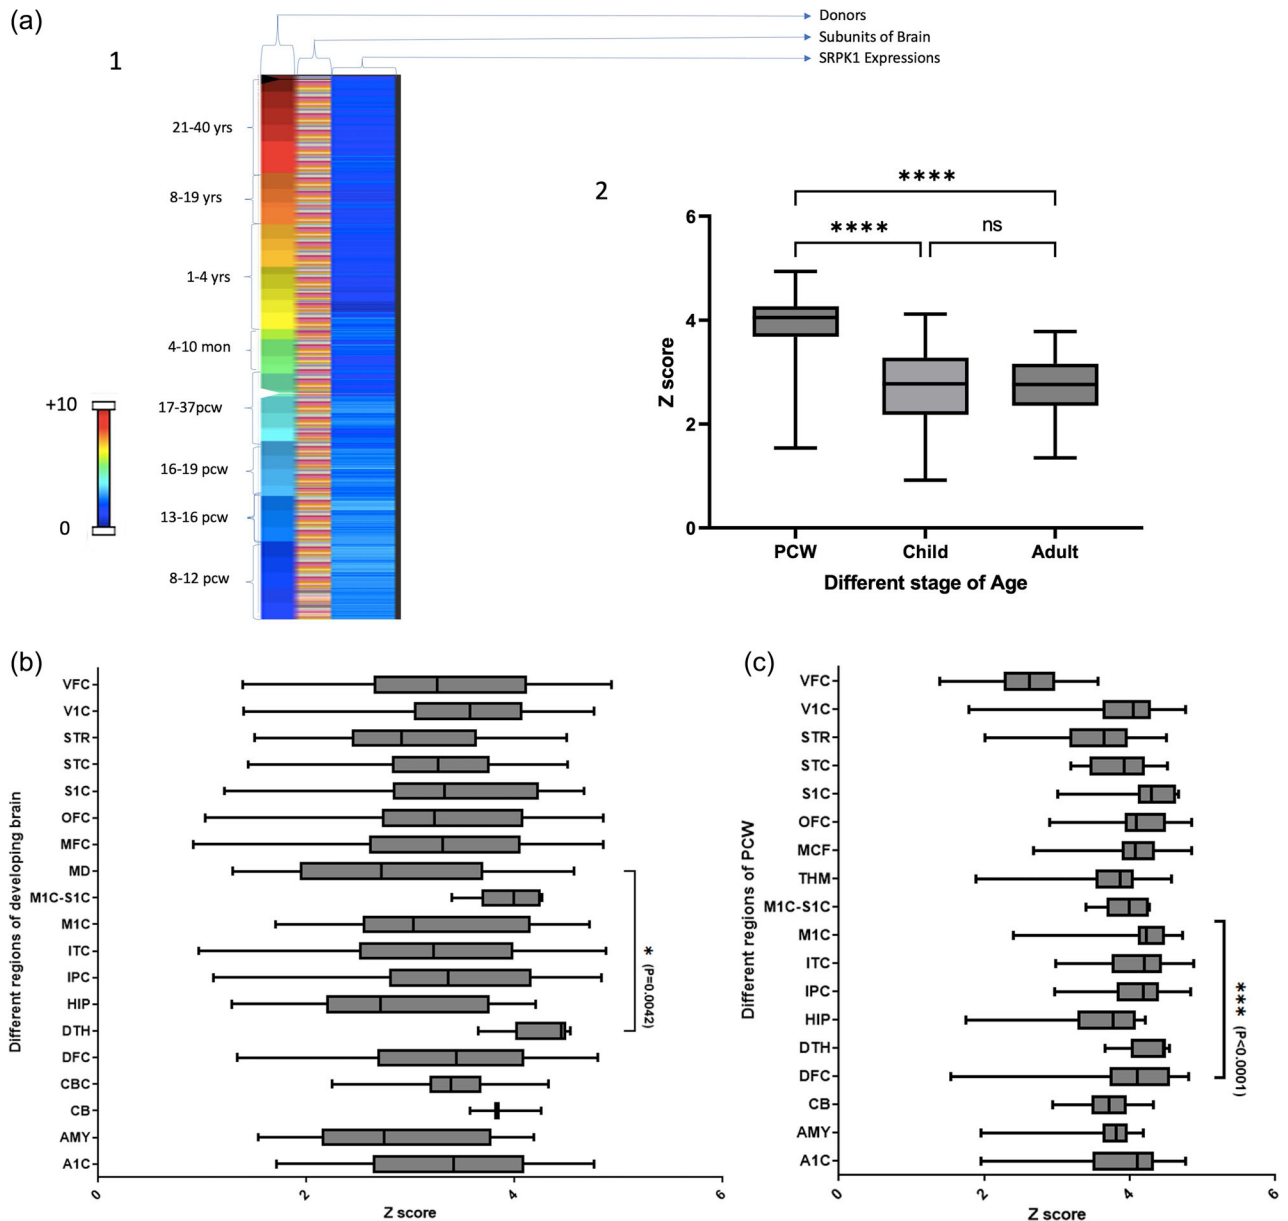 (a)
1
Donors
Subunits of Brain
SRPK1 Expressions
21-40 yrs
8-19 yrs
1-4 yrs
4-10 mon
17-37pcw
16-19 pcw
13-16 pcw
8-12 pcw
+10
0
2
****
****
ns
6
4
2
0
Z score
PCW Child Adult
Different stage of Age
(b)
Different regions of developing brain
VFC
V1C
STR
STC
S1C
OFC
MFC
MD
M1C-S1C
M1C
ITC
IPC
HIP
DTH
DFC
CBC
CB
AMY
A1C
* (P=0.0042)
0 2 4 6
Z score
(c)
Different regions of PCW
VFC
V1C
STR
STC
S1C
OFC
MCF
THM
M1C-S1C
M1C
ITC
IPC
HIP
DTH
DFC
CB
AMY
A1C
*** (P<0.0001)
0 2 4 6
Z score